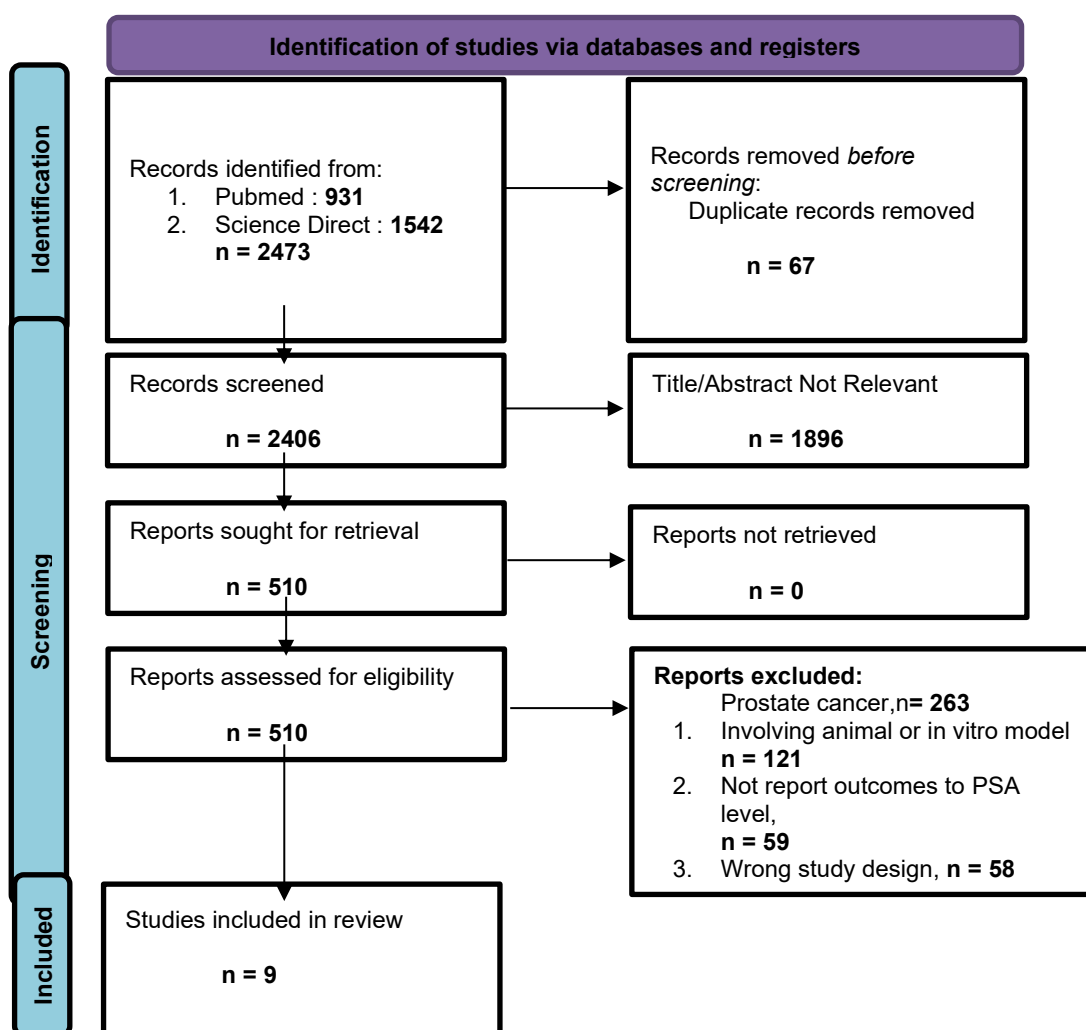 Identification of studies via databases and registers
Identification
Records identified from:
1. Pubmed : 931
2. Science Direct : 1542
n = 2473
Records removed before
screening:
Duplicate records removed
n = 67
Screening
Records screened
n = 2406
Title/Abstract Not Relevant
n = 1896
Reports sought for retrieval
n = 510
Reports not retrieved
n = 0
Reports assessed for eligibility
n = 510
Reports excluded:
Prostate cancer,n= 263
1. Involving animal or in vitro model
n = 121
2. Not report outcomes to PSA
level,
n = 59
3. Wrong study design, n = 58
Included
Studies included in review
n = 9